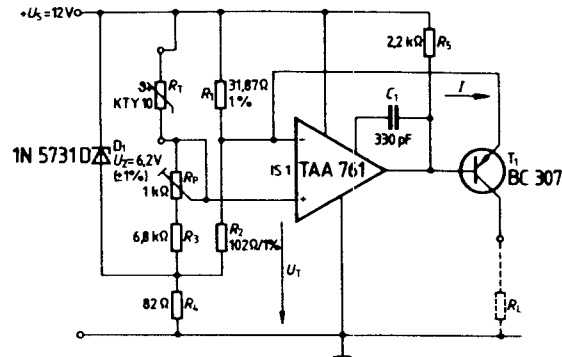 +U_S=12V
2,2 kΩ R_5
ϑ R_T
KTY 10
R_1 31,87Ω
1%
C_1
330 pF
I
1N 5731 D D_1
U_Z=6,2V
(±1%)
R_P
1 kΩ
IS 1 TAA 761
T_1
BC 307
6,8 kΩ R_3
R_2
102Ω/1%
U_T
82 Ω R_4
R_L